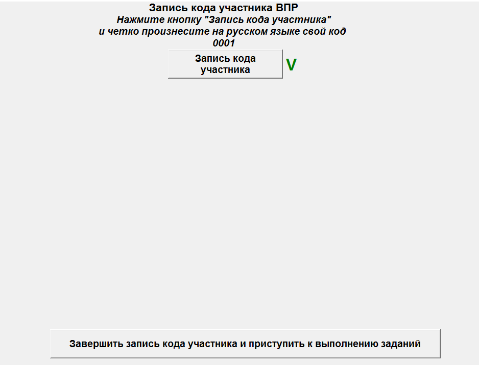 Запись кода участника ВПР
Нажмите кнопку "Запись кода участника"
и четко произнесите на русском языке свой код
0001
Запись кода
участника
V
Завершить запись кода участника и приступить к выполнению заданий